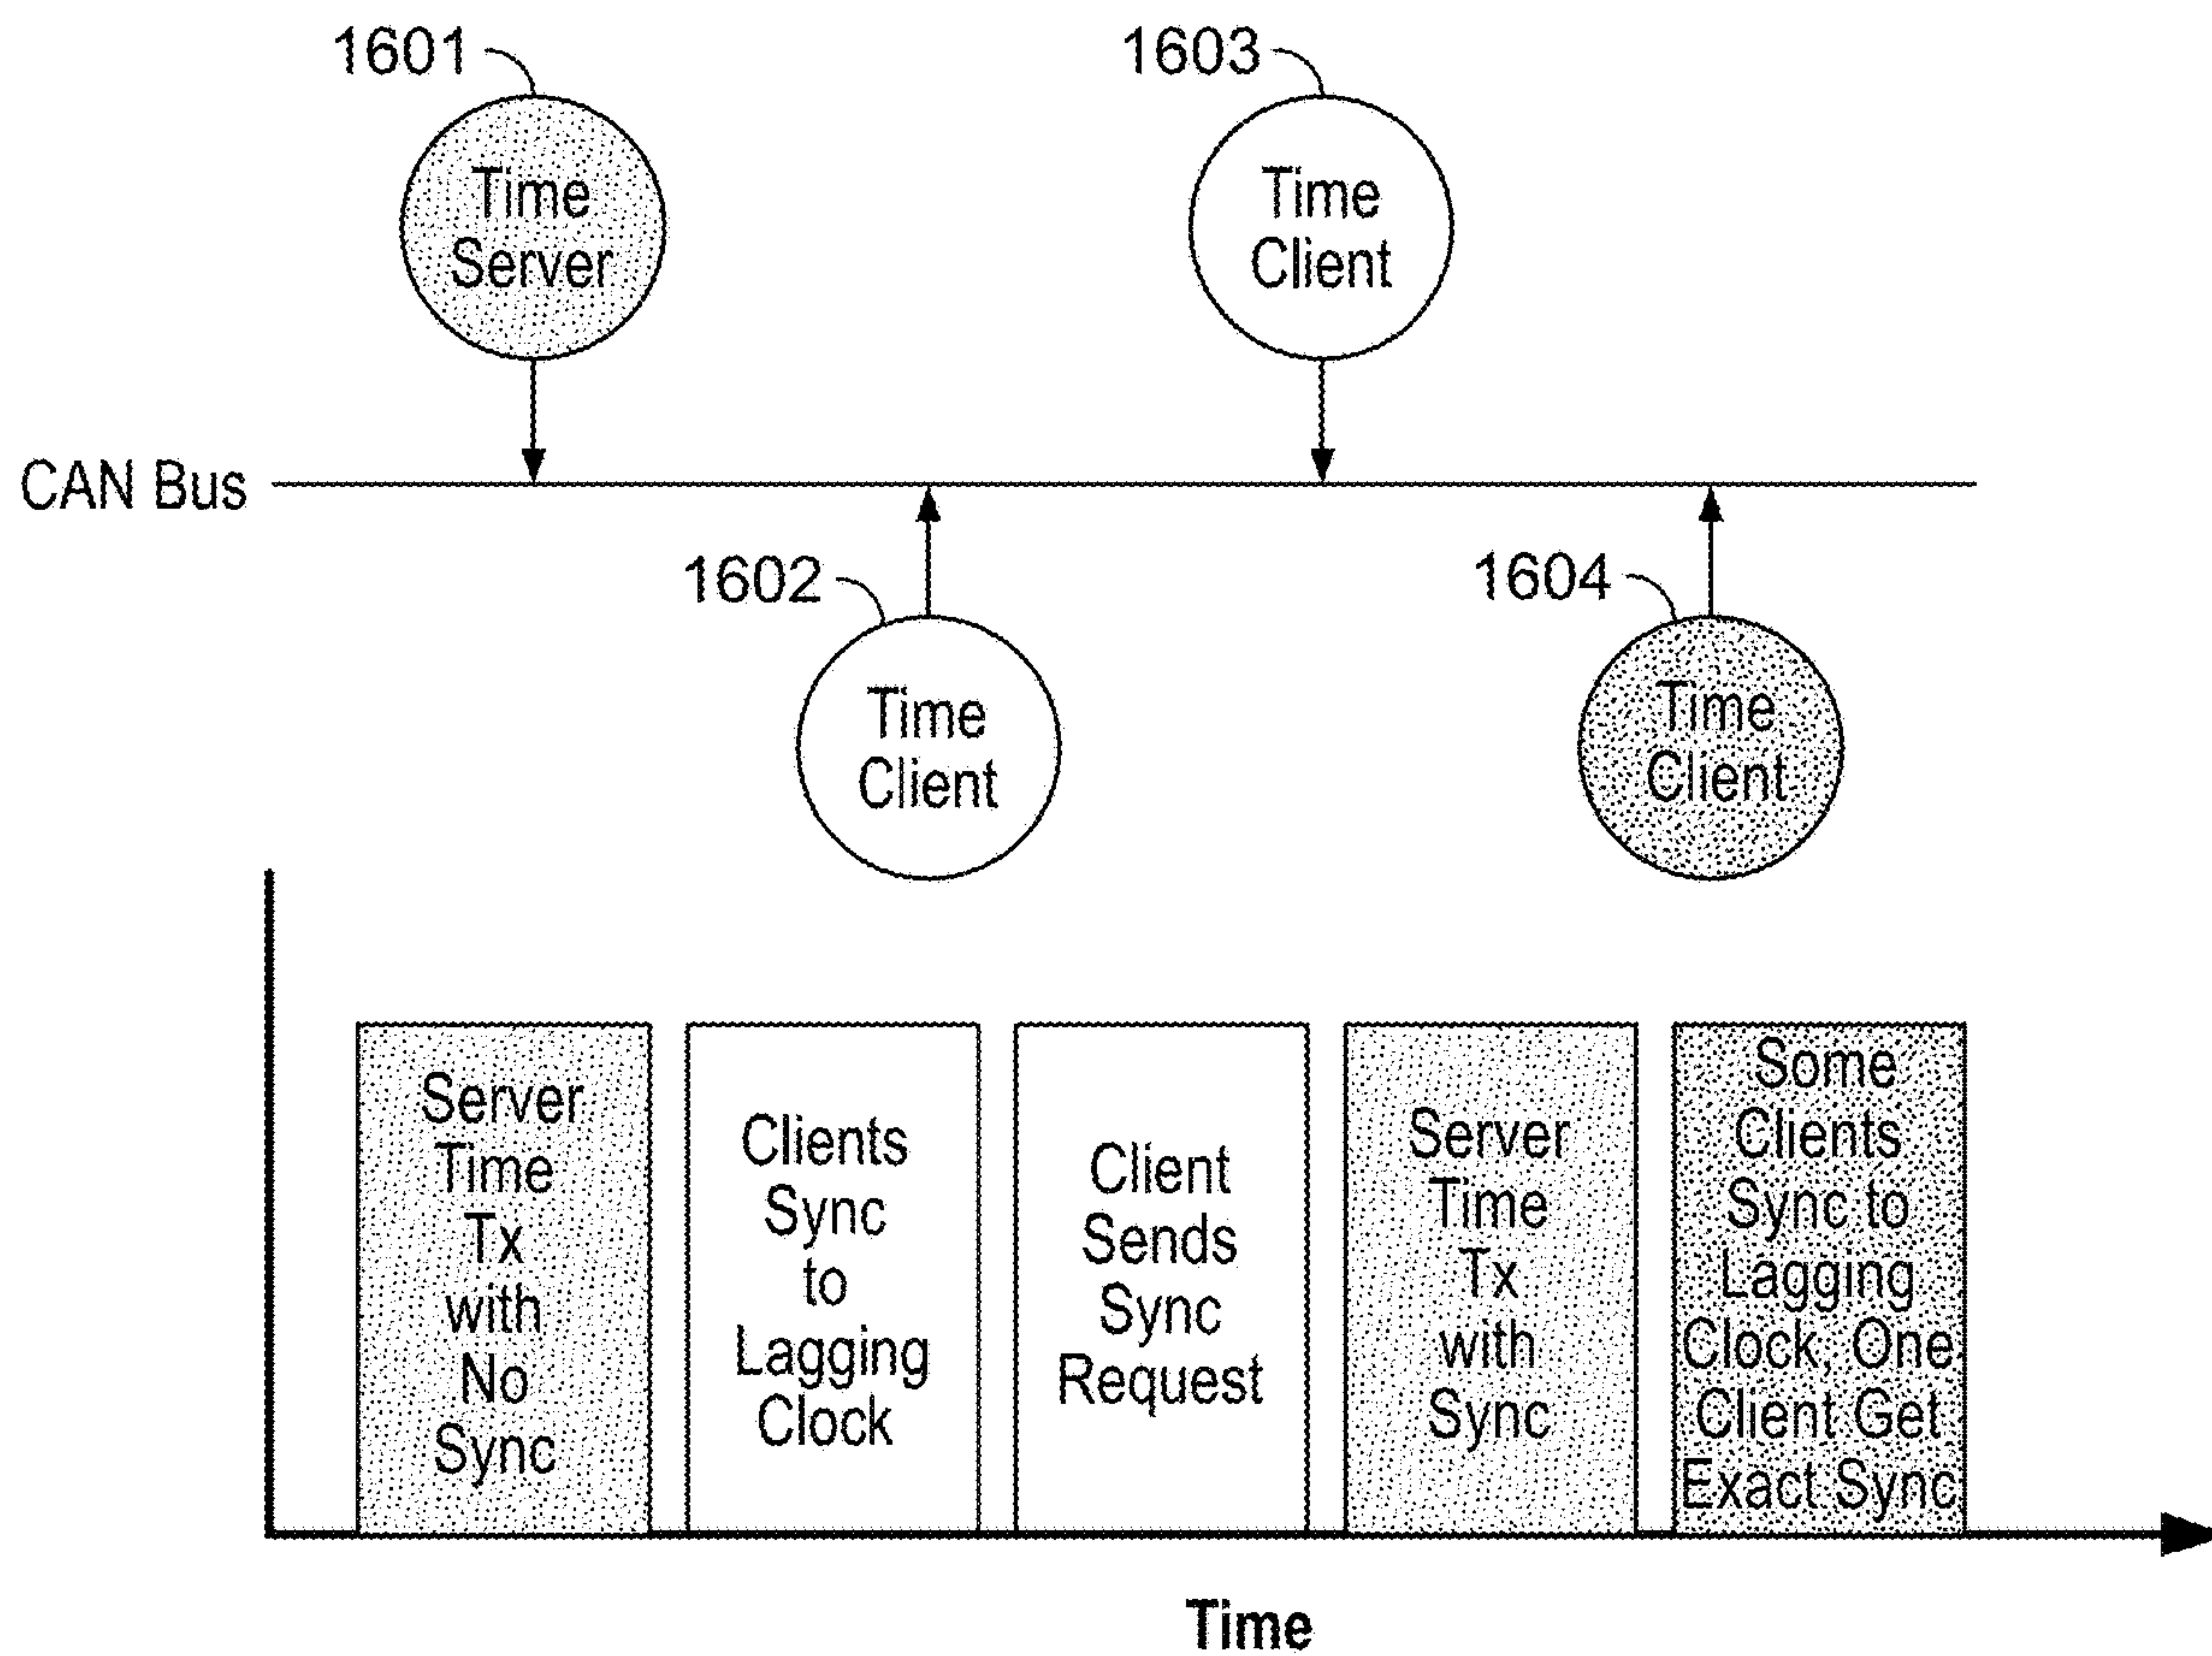 1601
1603
Time
Server
Time
Client
CAN Bus
1602
1604
Time
Client
Time
Client
Server
Time
Tx
with
No
Sync
Clients
Sync
to
Lagging
Clock
Client
Sends
Sync
Request
Server
Time
Tx
with
Sync
Some
Clients
Sync to
Lagging
Clock, One
Client Get
Exact Sync
Time